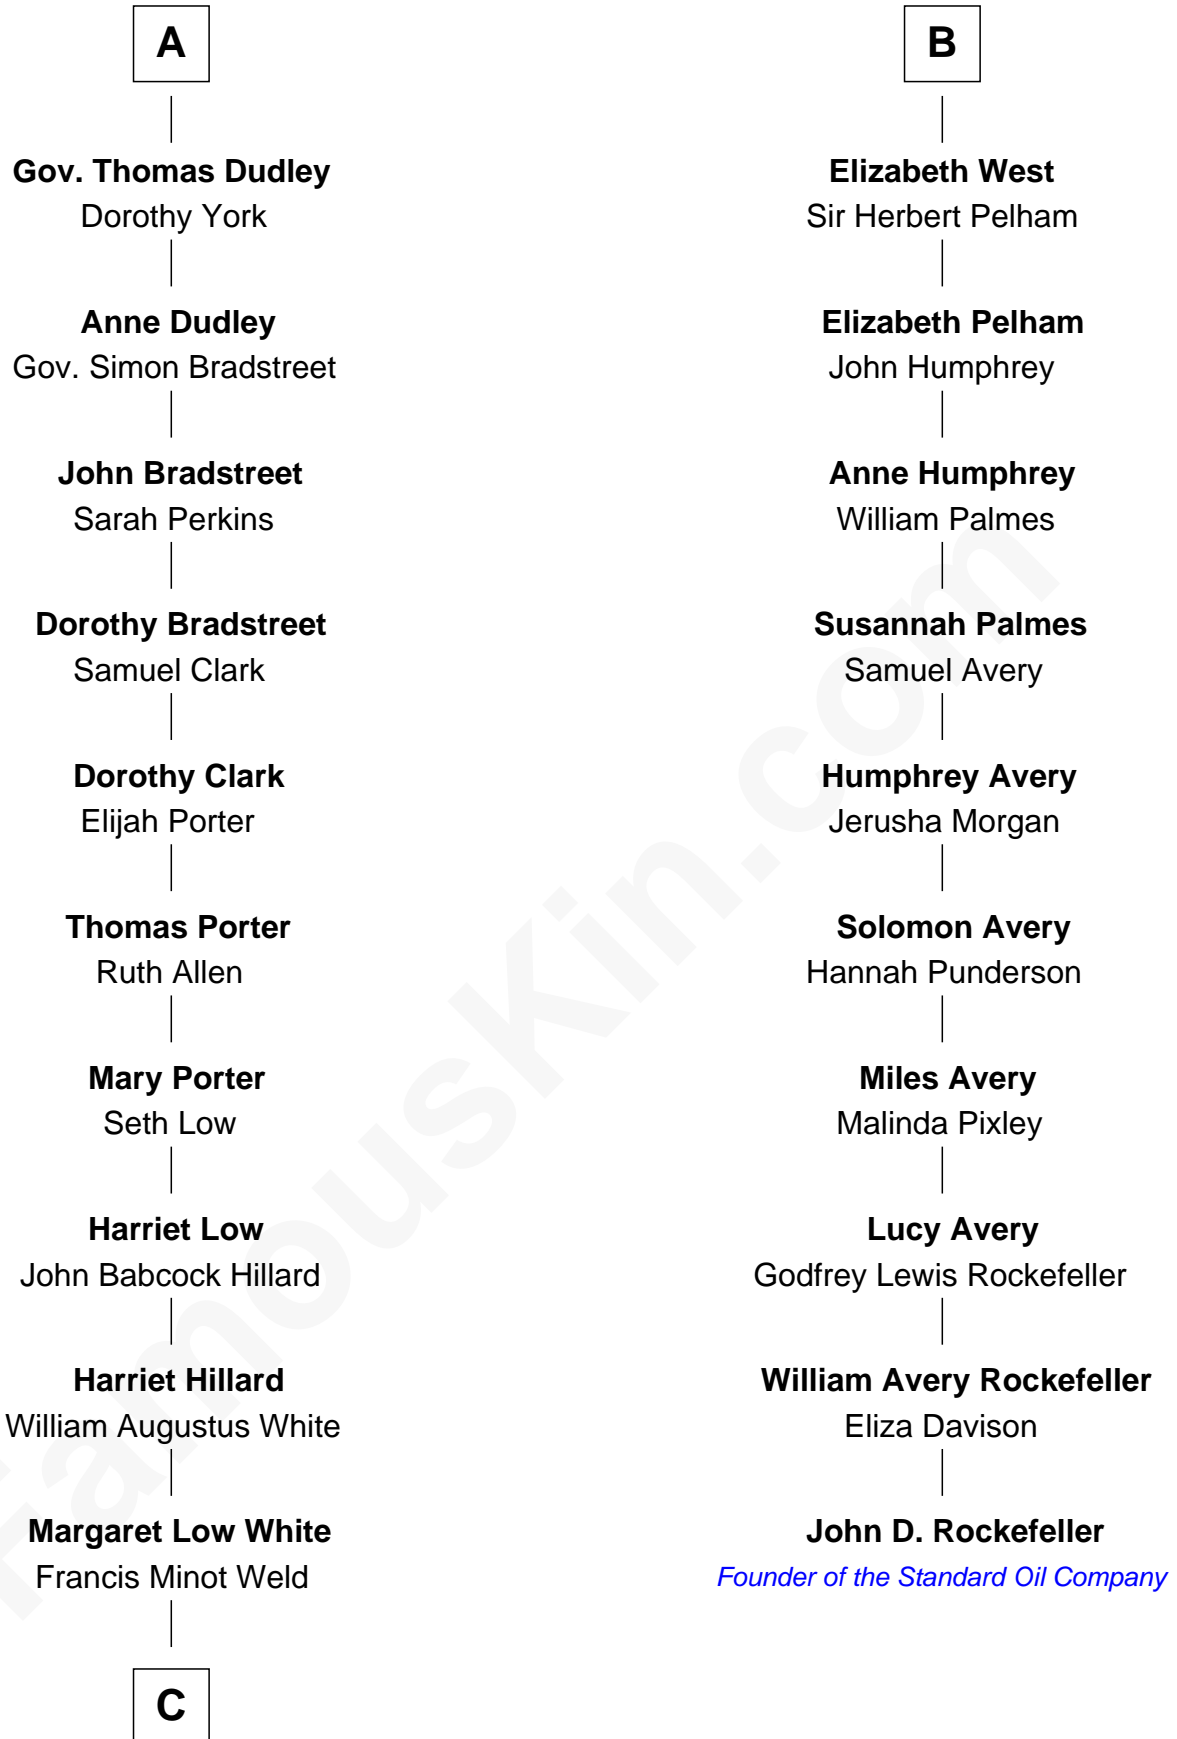 A
Gov. Thomas Dudley
Dorothy York
Anne Dudley
Gov. Simon Bradstreet
John Bradstreet
Sarah Perkins
Dorothy Bradstreet
Samuel Clark
Dorothy Clark
Elijah Porter
Thomas Porter
Ruth Allen
Mary Porter
Seth Low
Harriet Low
John Babcock Hillard
Harriet Hillard
William Augustus White
Margaret Low White
Francis Minot Weld
C
B
Elizabeth West
Sir Herbert Pelham
Elizabeth Pelham
John Humphrey
Anne Humphrey
William Palmes
Susannah Palmes
Samuel Avery
Humphrey Avery
Jerusha Morgan
Solomon Avery
Hannah Punderson
Miles Avery
Malinda Pixley
Lucy Avery
Godfrey Lewis Rockefeller
William Avery Rockefeller
Eliza Davison
John D. Rockefeller
Founder of the Standard Oil Company
FamousKin.com